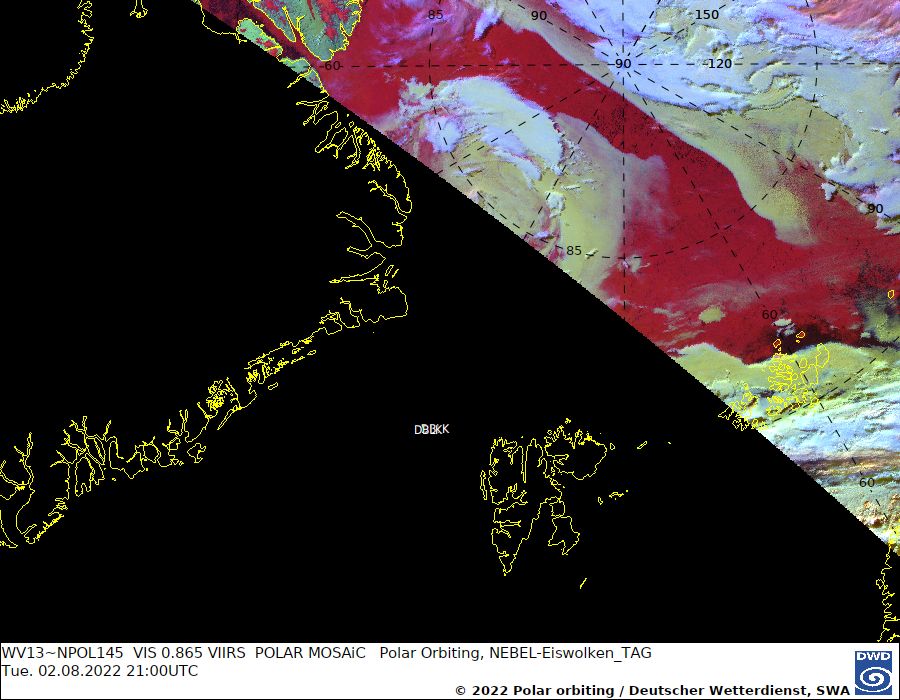 85 90 150
-60 90 -120
90
85
60
DBLK
60
WV13~NPOL145 VIS 0.865 VIIRS POLAR MOSAiC Polar Orbiting, NEBEL-Eiswolken_TAG
Tue. 02.08.2022 21:00UTC
DWD
© 2022 Polar orbiting / Deutscher Wetterdienst, SWA